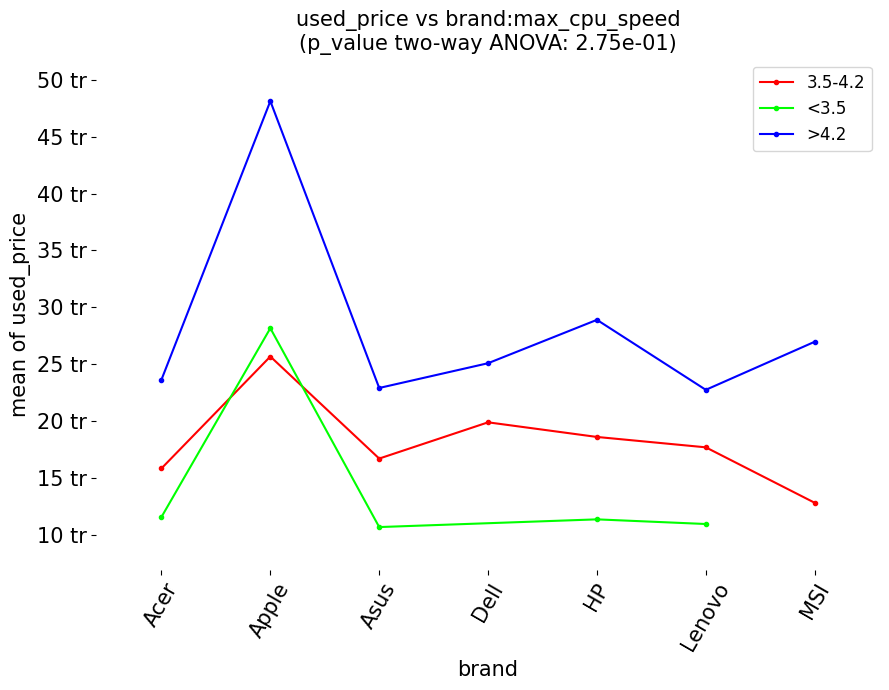 used_price vs brand:max_cpu_speed
(p_value two-way ANOVA: 2.75e-01)
3.5-4.2
<3.5
>4.2
50 tr
45 tr
40 tr
35 tr
30 tr
25 tr
20 tr
15 tr
10 tr
mean of used_price
Acer
Apple
Asus
Dell
HP
Lenovo
MSI
brand